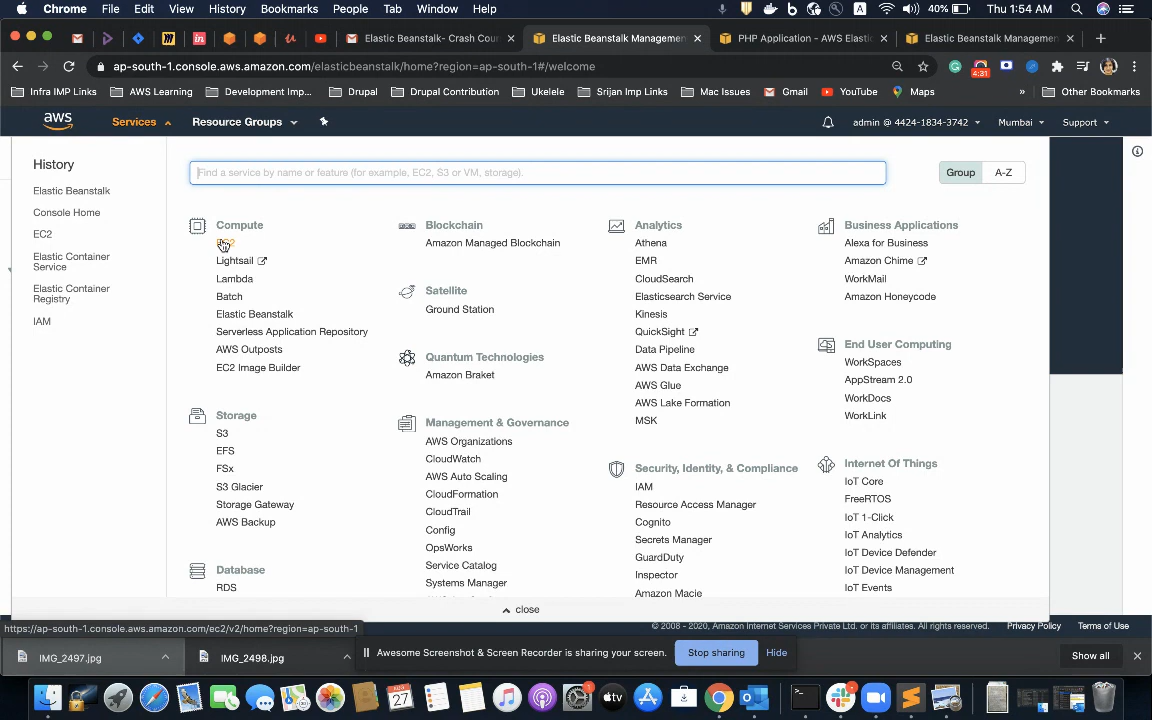 Chrome File Edit View History Bookmarks People Tab Window Help 40% Thu 1:54 AM
Elastic Beanstalk- Crash Cour Elastic Beanstalk Managemen PHP Application - AWS Elastic Elastic Beanstalk Managemen
ap-south-1.console.aws.amazon.com/elasticbeanstalk/home?region=ap-south-1#/welcome 4:31
Infra IMP Links AWS Learning Development Imp... Drupal Drupal Contribution Ukelele Srijan Imp Links Mac Issues Gmail YouTube Maps » Other Bookmarks
aws Services Resource Groups admin @ 4424-1834-3742 Mumbai Support
History
Elastic Beanstalk
Console Home
EC2
Elastic Container
Service
Elastic Container
Registry
IAM
Find a service by name or feature (for example, EC2, S3 or VM, storage).
Group A-Z
Compute
EC2
Lightsail
Lambda
Batch
Elastic Beanstalk
Serverless Application Repository
AWS Outposts
EC2 Image Builder
Storage
S3
EFS
FSx
S3 Glacier
Storage Gateway
AWS Backup
Database
RDS
Blockchain
Amazon Managed Blockchain
Satellite
Ground Station
Quantum Technologies
Amazon Braket
Management & Governance
AWS Organizations
CloudWatch
AWS Auto Scaling
CloudFormation
CloudTrail
Config
OpsWorks
Service Catalog
Systems Manager
Analytics
Athena
EMR
CloudSearch
Elasticsearch Service
Kinesis
QuickSight
Data Pipeline
AWS Data Exchange
AWS Glue
AWS Lake Formation
MSK
Security, Identity, & Compliance
IAM
Resource Access Manager
Cognito
Secrets Manager
GuardDuty
Inspector
Amazon Macie
Business Applications
Alexa for Business
Amazon Chime
WorkMail
Amazon Honeycode
End User Computing
WorkSpaces
AppStream 2.0
WorkDocs
WorkLink
Internet Of Things
IoT Core
FreeRTOS
IoT 1-Click
IoT Analytics
IoT Device Defender
IoT Device Management
IoT Events
close
https://ap-south-1.console.aws.amazon.com/ec2/v2/home?region=ap-south-1
© 2008 - 2020, Amazon Internet Services Private Ltd. or its affiliates. All rights reserved. Privacy Policy Terms of Use
IMG_2497.jpg IMG_2498.jpg Awesome Screenshot & Screen Recorder is sharing your screen. Stop sharing Hide Show all
AUG
27
tv